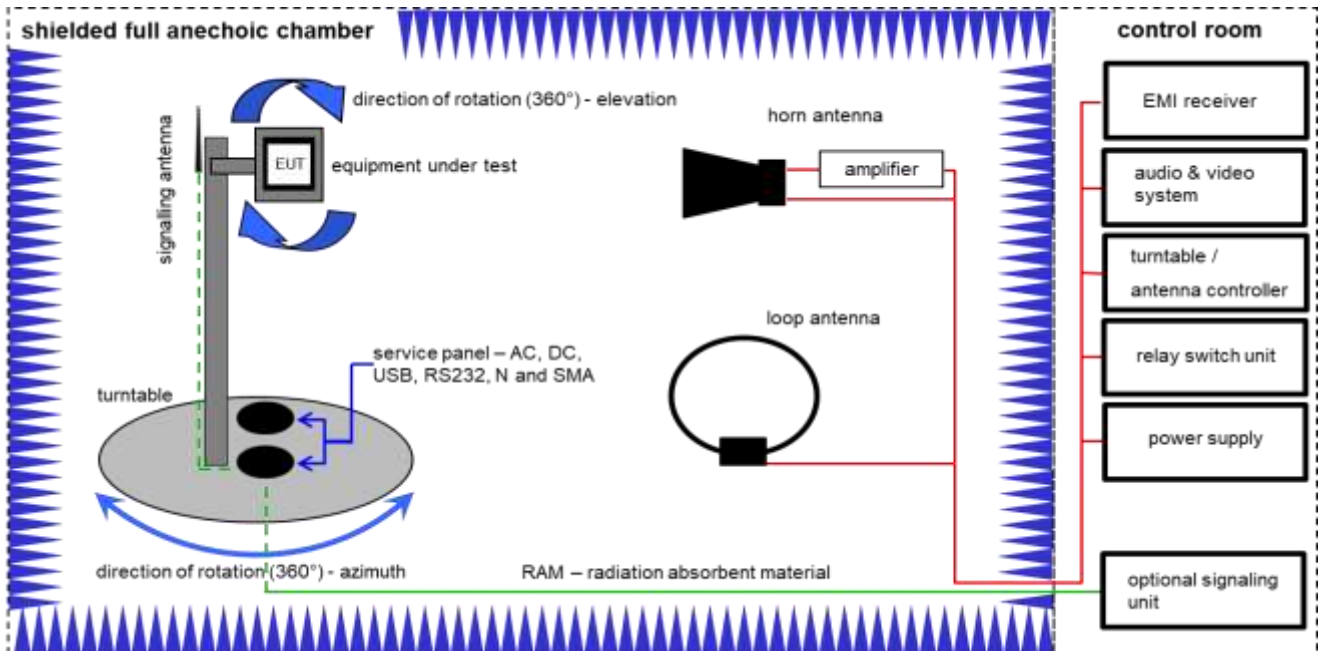 shielded full anechoic chamber
control room
direction of rotation (360°) - elevation
signalling antenna
EUT
equipment under test
horn antenna
amplifier
loop antenna
service panel – AC, DC,
USB, RS232, N and SMA
turntable
direction of rotation (360°) - azimuth
RAM – radiation absorbent material
EMI receiver
audio & video
system
turntable /
antenna controller
relay switch unit
power supply
optional signaling
unit